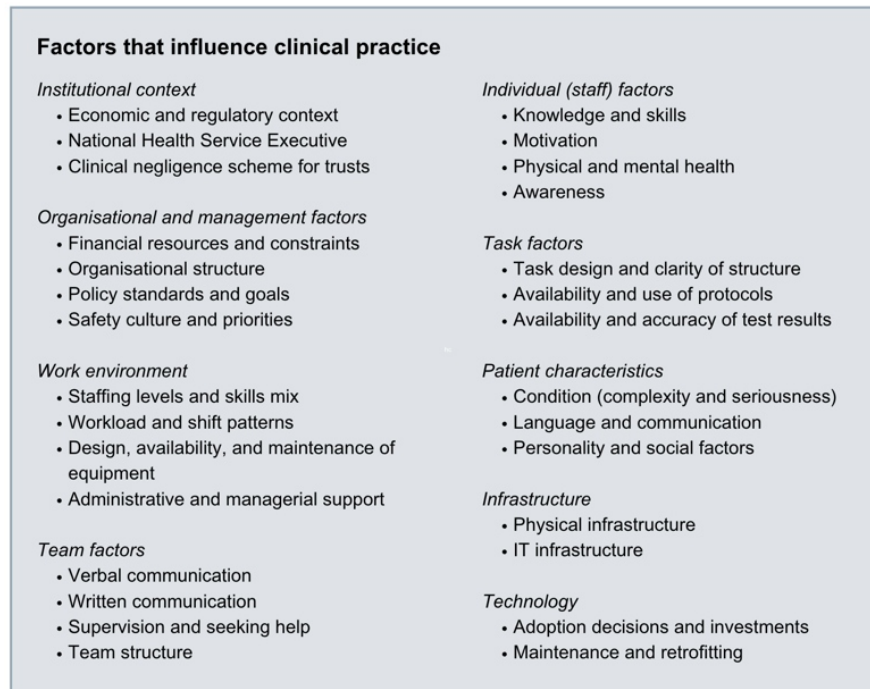 Factors that influence clinical practice
Institutional context
• Economic and regulatory context
• National Health Service Executive
• Clinical negligence scheme for trusts
Organisational and management factors
• Financial resources and constraints
• Organisational structure
• Policy standards and goals
• Safety culture and priorities
Work environment
• Staffing levels and skills mix
• Workload and shift patterns
• Design, availability, and maintenance of
equipment
• Administrative and managerial support
Team factors
• Verbal communication
• Written communication
• Supervision and seeking help
• Team structure
Individual (staff) factors
• Knowledge and skills
• Motivation
• Physical and mental health
• Awareness
Task factors
• Task design and clarity of structure
• Availability and use of protocols
• Availability and accuracy of test results
Patient characteristics
• Condition (complexity and seriousness)
• Language and communication
• Personality and social factors
Infrastructure
• Physical infrastructure
• IT infrastructure
Technology
• Adoption decisions and investments
• Maintenance and retrofitting